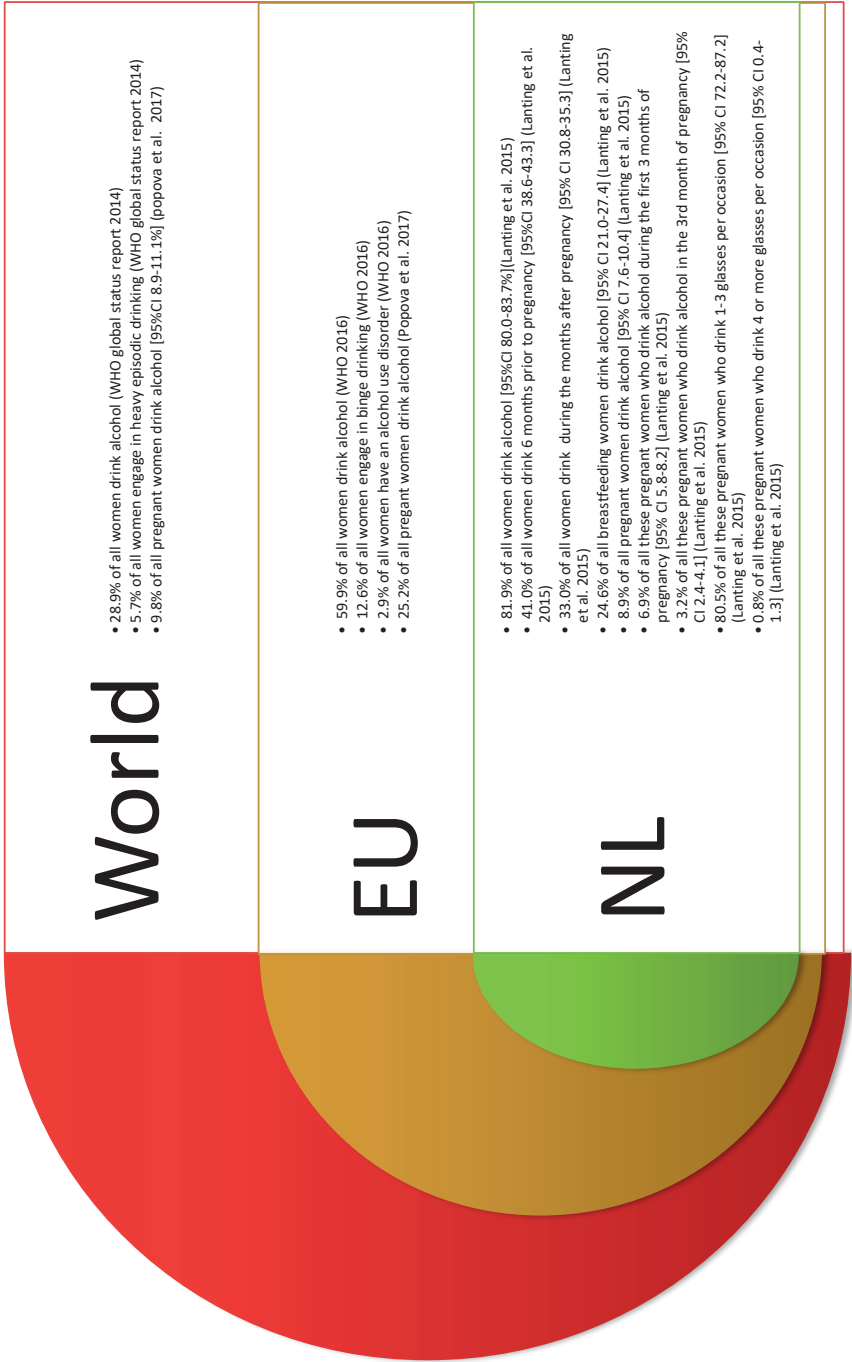 World
• 28.9% of all women drink alcohol (WHO global status report 2014)
• 5.7% of all women engage in heavy episodic drinking (WHO global status report 2014)
• 9.8% of all pregnant women drink alcohol [95%CI 8.9-11.1%] (popova et al. 2017)
EU
• 59.9% of all women drink alcohol (WHO 2016)
• 12.6% of all women engage in binge drinking (WHO 2016)
• 2.9% of all women have an alcohol use disorder (WHO 2016)
• 25.2% of all pregant women drink alcohol (Popova et al. 2017)
NL
• 81.9% of all women drink alcohol [95%CI 80.0-83.7%](Lanting et al. 2015)
• 41.0% of all women drink 6 months prior to pregnancy [95%CI 38.6-43.3] (Lanting et al.
2015)
• 33.0% of all women drink during the months after pregnancy [95% CI 30.8-35.3] (Lanting
et al. 2015)
• 24.6% of all breastfeeding women drink alcohol [95% CI 21.0-27.4] (Lanting et al. 2015)
• 8.9% of all pregnant women drink alcohol [95% CI 7.6-10.4] (Lanting et al. 2015)
• 6.9% of all these pregnant women who drink alcohol during the first 3 months of
pregnancy [95% CI 5.8-8.2] (Lanting et al. 2015)
• 3.2% of all these pregnant women who drink alcohol in the 3rd month of pregnancy [95%
CI 2.4-4.1] (Lanting et al. 2015)
• 80.5% of all these pregnant women who drink 1-3 glasses per occasion [95% CI 72.2-87.2]
(Lanting et al. 2015)
• 0.8% of all these pregnant women who drink 4 or more glasses per occasion [95% CI 0.4-
1.3] (Lanting et al. 2015)